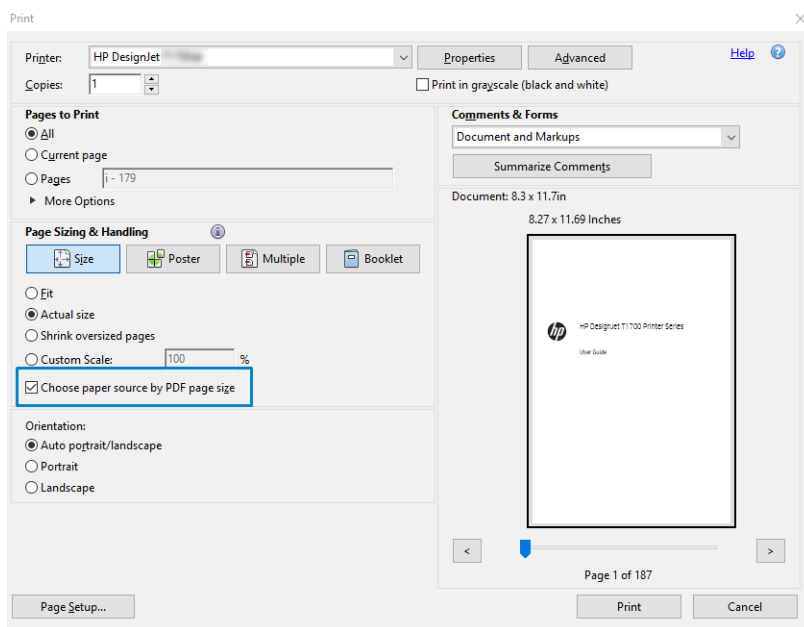 Print
Printer: HP DesignJet
Properties
Advanced
Help
Copies: 1
Print in grayscale (black and white)
Pages to Print
All
Current page
Pages i - 179
More Options
Comments & Forms
Document and Markups
Summarize Comments
Page Sizing & Handling
Size
Poster
Multiple
Booklet
Fit
Actual size
Shrink oversized pages
Custom Scale: 100 %
Choose paper source by PDF page size
Orientation:
Auto portrait/landscape
Portrait
Landscape
Document: 8.3 x 11.7in
8.27 x 11.69 Inches
hp
HP DesignJet T1700 Printer Series
User Guide
<
>
Page 1 of 187
Page Setup...
Print
Cancel